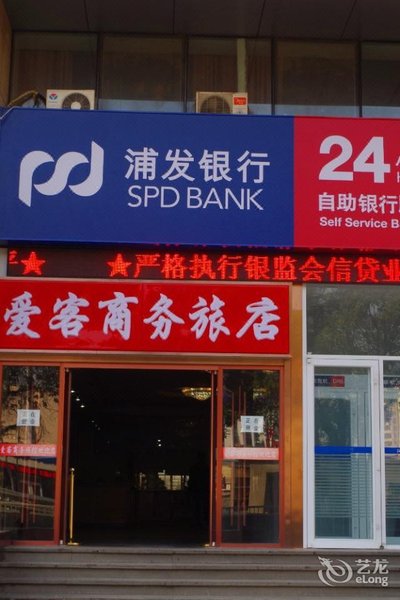 浦发银行
SPD BANK
24
自助银行
Self Service B
★ ★严格执行银监会信贷业
爱客商务旅店
艺龙
eLong